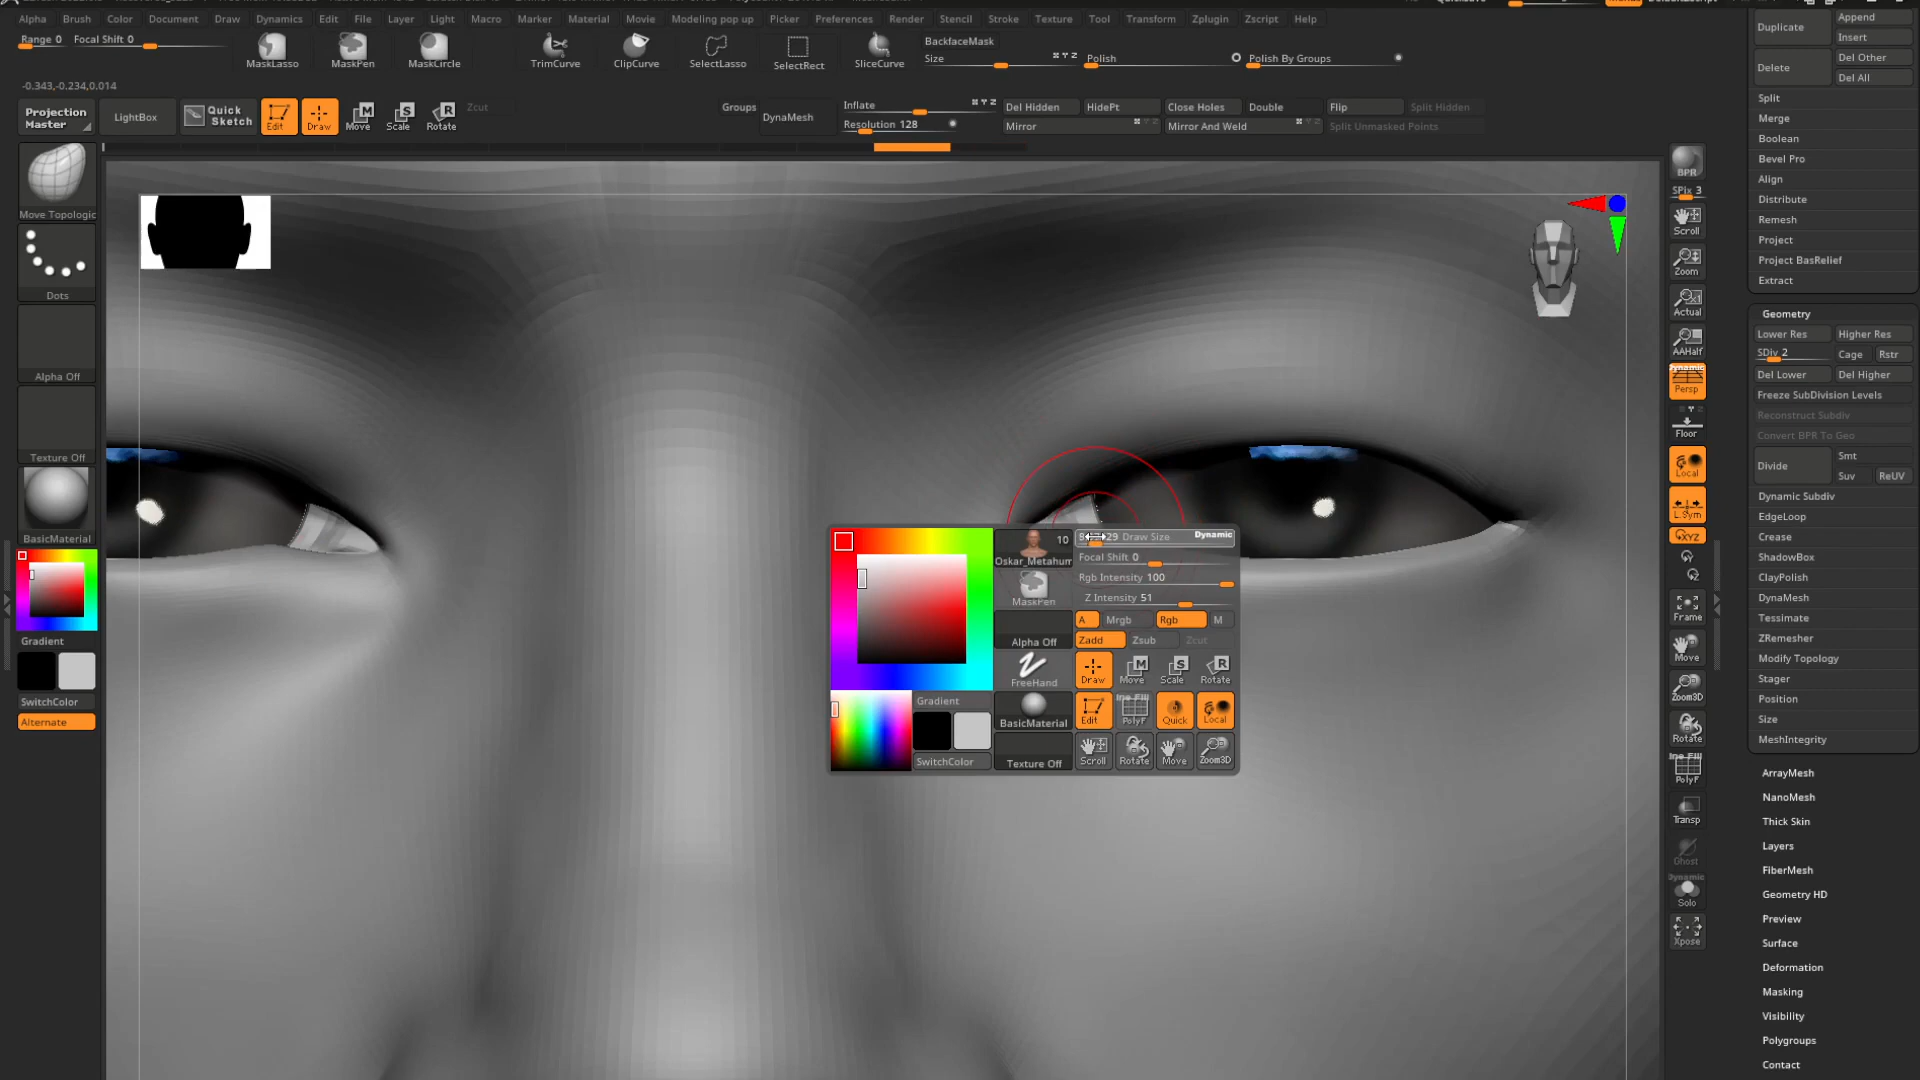 Alpha Brush Color Document Draw Dynamics Edit File Layer Light Macro Marker Material Movie Modeling pop up Picker Preferences Render Stencil Stroke Texture Tool Transform Zplugin Zscript Help
Range 0 Focal Shift 0
MaskLasso MaskPen MaskCircle TrimCurve ClipCurve SelectLasso SelectRect SliceCurve
BackfaceMask
Size Polish Polish By Groups
-0.343,-0.234,0.014
Projection Master
LightBox
Quick Sketch
Edit Draw Move Scale Rotate
Zcut
Groups
DynaMesh
Inflate
Resolution 128
Del Hidden HidePt Close Holes Double Flip Split Hidden
Mirror Mirror And Weld Split Unmasked Points
Move Topologic
Dots
Alpha Off
Texture Off
BasicMaterial
Gradient
SwitchColor
Alternate
10
Oskar_Metahum
MaskPen
Alpha Off
FreeHand
BasicMaterial
Texture Off
Gradient
SwitchColor
29 Draw Size Dynamic
Focal Shift 0
Rgb Intensity 100
Z Intensity 51
A Mrgb Rgb M
Zadd Zsub Zcut
Draw Move Scale Rotate
Edit PolyF Quick Local
Scroll Rotate Move Zoom3D
BPR
SPix 3
Scroll
Zoom
Actual
AAHalf
Dynamic
Persp
Floor
Local
L.Sym
XYZ
Frame
Move
Zoom3D
Rotate
PolyF
Transp
Ghost
Dynamic
Solo
Xpose
Duplicate
Append
Insert
Delete
Del Other
Del All
Split
Merge
Boolean
Bevel Pro
Align
Distribute
Remesh
Project
Project BasRelief
Extract
Geometry
Lower Res Higher Res
SDiv 2 Cage Rstr
Del Lower Del Higher
Freeze SubDivision Levels
Reconstruct Subdiv
Convert BPR To Geo
Divide
Smt
Suv ReUV
Dynamic Subdiv
EdgeLoop
Crease
ShadowBox
ClayPolish
DynaMesh
Tessimate
ZRemesher
Modify Topology
Stager
Position
Size
MeshIntegrity
ArrayMesh
NanoMesh
Thick Skin
Layers
FiberMesh
Geometry HD
Preview
Surface
Deformation
Masking
Visibility
Polygroups
Contact